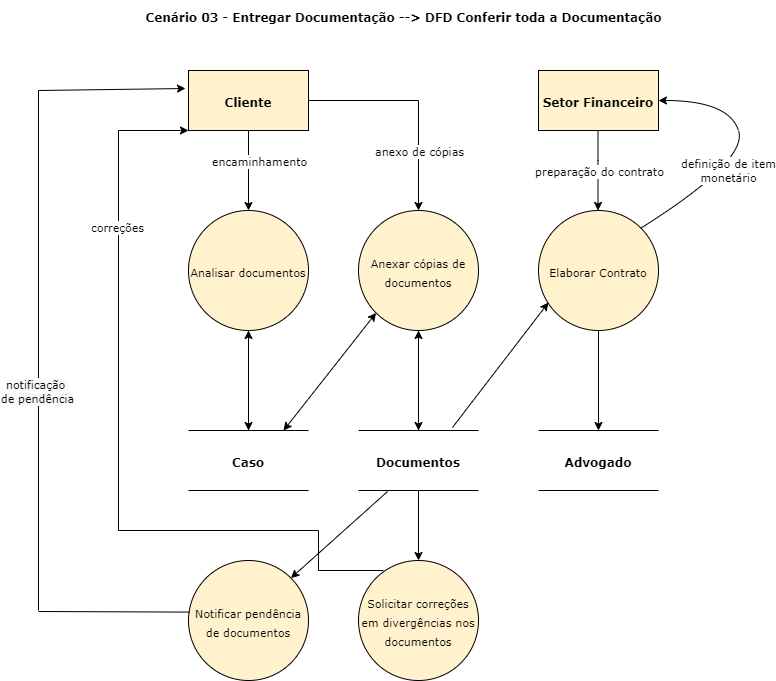 Cenário 03 - Entregar Documentação --> DFD Conferir toda a Documentação
Cliente
Setor Financeiro
encaminhamento
anexo de cópias
preparação do contrato
definição de item
monetário
correções
Analisar documentos
Anexar cópias de
documentos
Elaborar Contrato
notificação
de pendência
Caso
Documentos
Advogado
Notificar pendência
de documentos
Solicitar correções
em divergências nos
documentos